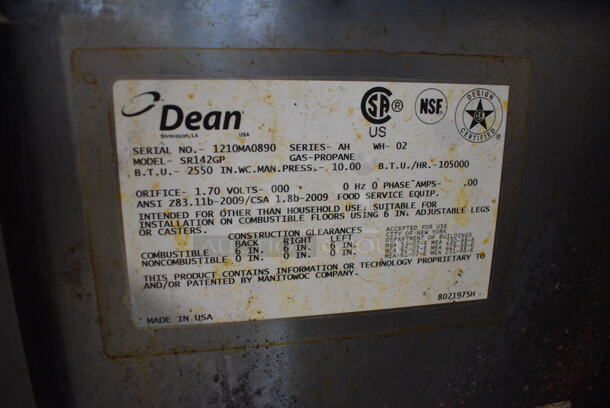 Dean
Shreveport, LA USA
CSA ®
US
NSF
DESIGN
CERTIFIED
SERIAL NO.- 1210MA0890 SERIES- AH WH- 02
MODEL- SR142GP GAS-PROPANE
B.T.U.- 2550 IN.WC.MAN.PRESS.- 10.00 B.T.U./HR.-105000
ORIFICE- 1.70 VOLTS- 000 0 HZ 0 PHASE AMPS- .00
ANSI Z83.11b-2009/CSA 1.8b-2009 FOOD SERVICE EQUIP.
INTENDED FOR OTHER THAN HOUSEHOLD USE. SUITABLE FOR
INSTALLATION ON COMBUSTIBLE FLOORS USING 6 IN. ADJUSTABLE LEGS
OR CASTERS.
CONSTRUCTION CLEARANCES
BACK RIGHT LEFT
COMBUSTIBLE 6 IN. 6 IN. 6 IN.
NONCOMBUSTIBLE 0 IN. 0 IN. 0 IN.
ACCEPTED FOR USE
CITY OF NEW YORK
DEPARTMENT OF BUILDINGS
THIS PRODUCT CONTAINS INFORMATION OR TECHNOLOGY PROPRIETARY TO
AND/OR PATENTED BY MANITOWOC COMPANY.
8021975H
MADE IN USA